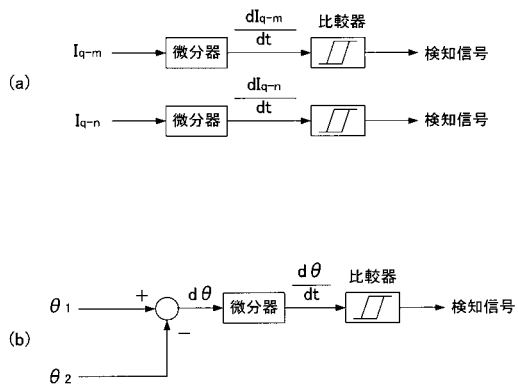 (a)
Iq-m
微分器
dIq-m
dt
比較器
検知信号
Iq-n
微分器
dIq-n
dt
検知信号
(b)
θ1
+
dθ
微分器
dθ
dt
比較器
検知信号
−
θ2